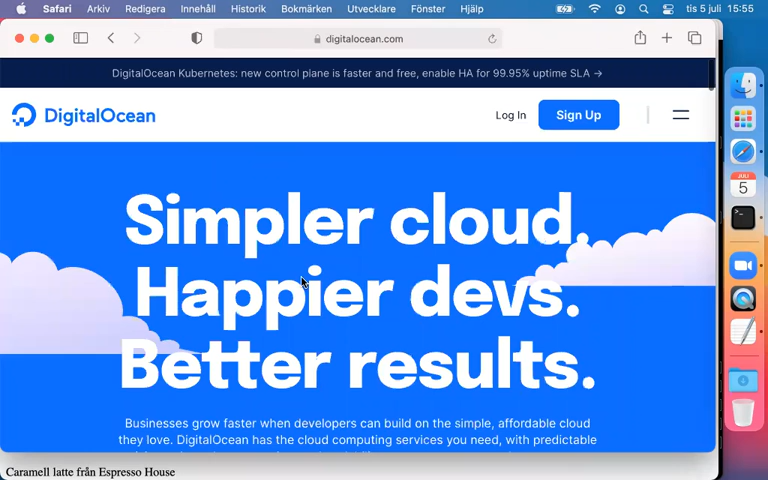 Safari Arkiv Redigera Innehåll Historik Bokmärken Utvecklare Fönster Hjälp tis 5 juli 15:55
digitalocean.com
DigitalOcean Kubernetes: new control plane is faster and free, enable HA for 99.95% uptime SLA →
DigitalOcean Log In Sign Up
JULI
5
Simpler cloud.
Happier devs.
Better results.
Businesses grow faster when developers can build on the simple, affordable cloud
they love. DigitalOcean has the cloud computing services you need, with predictable
Caramell latte från Espresso House